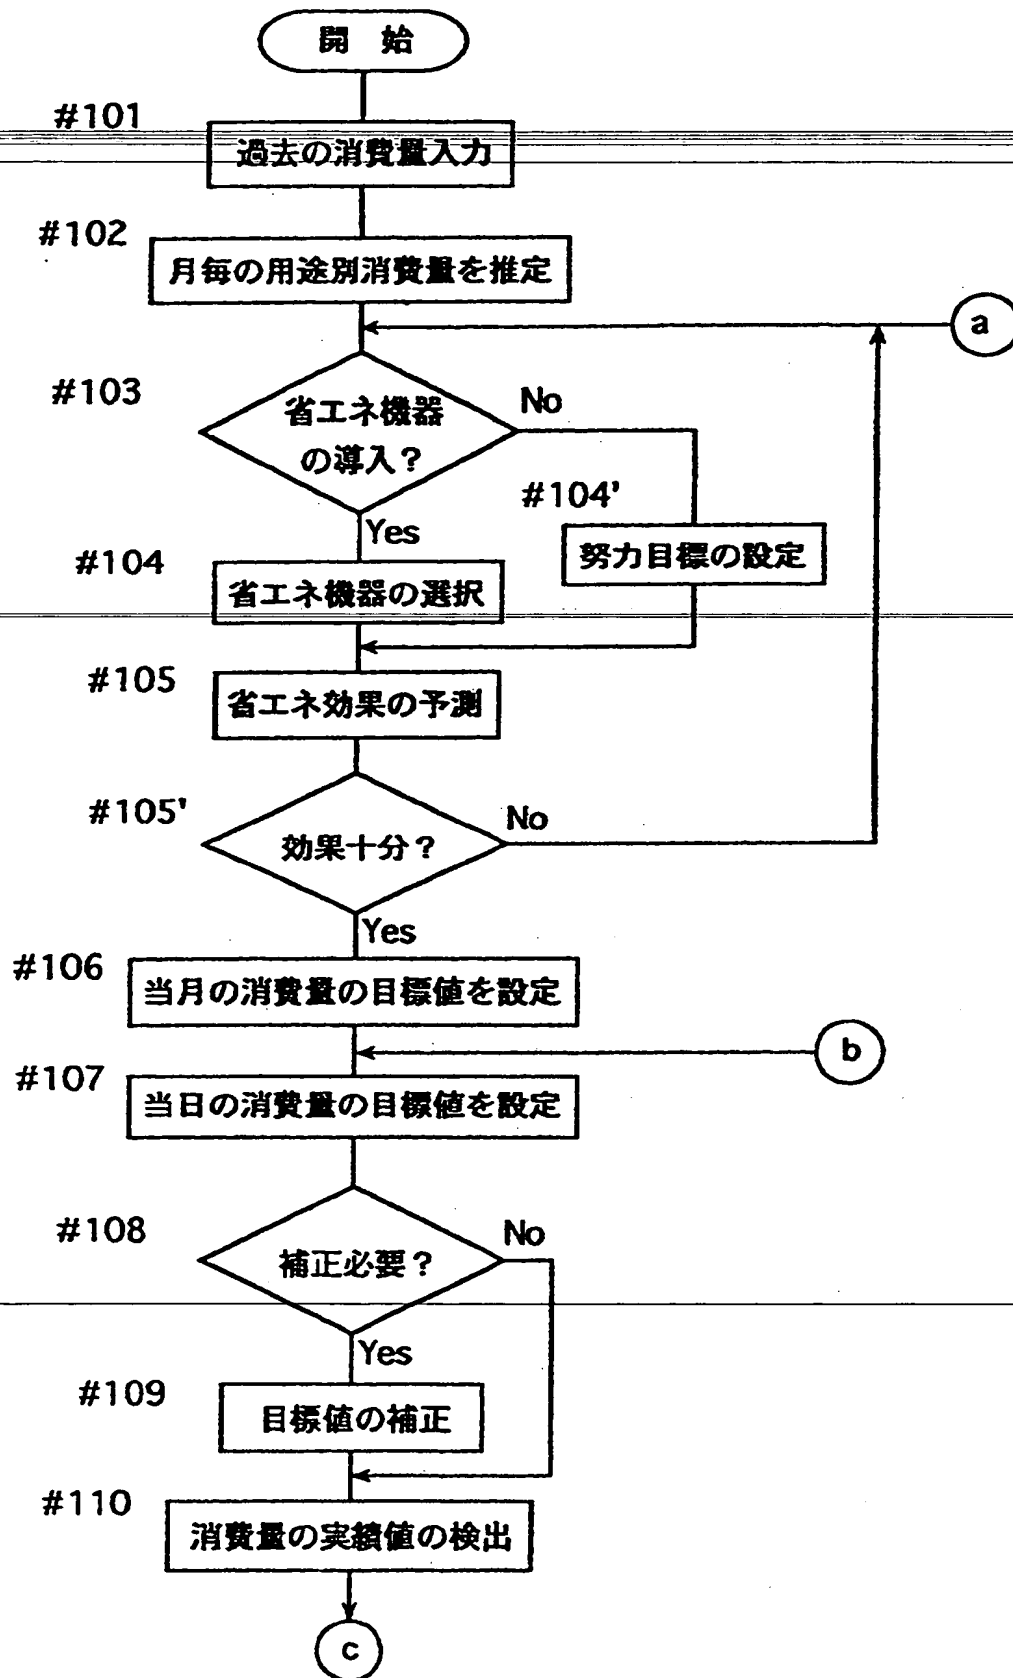 開 始
#101
過去の消費量入力
#102
月毎の用途別消費量を推定
a
#103
省エネ機器
の導入？
No
#104'
努力目標の設定
Yes
#104
省エネ機器の選択
#105
省エネ効果の予測
#105'
効果十分？
No
Yes
#106
当月の消費量の目標値を設定
b
#107
当日の消費量の目標値を設定
#108
補正必要？
No
Yes
#109
目標値の補正
#110
消費量の実績値の検出
c